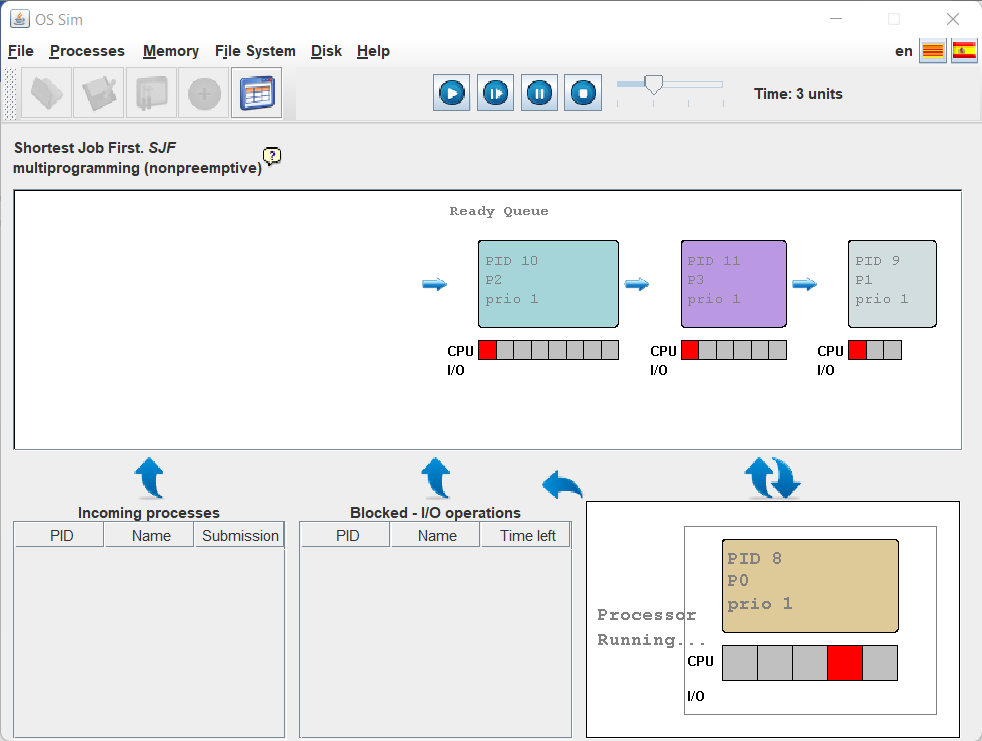 OS Sim
File Processes Memory File System Disk Help en
Time: 3 units
Shortest Job First. SJF
multiprogramming (nonpreemptive)
?
Ready Queue
PID 10
P2
prio 1
CPU
I/O
PID 11
P3
prio 1
CPU
I/O
PID 9
P1
prio 1
CPU
I/O
Incoming processes
PID Name Submission
Blocked - I/O operations
PID Name Time left
Processor
Running...
PID 8
P0
prio 1
CPU
I/O